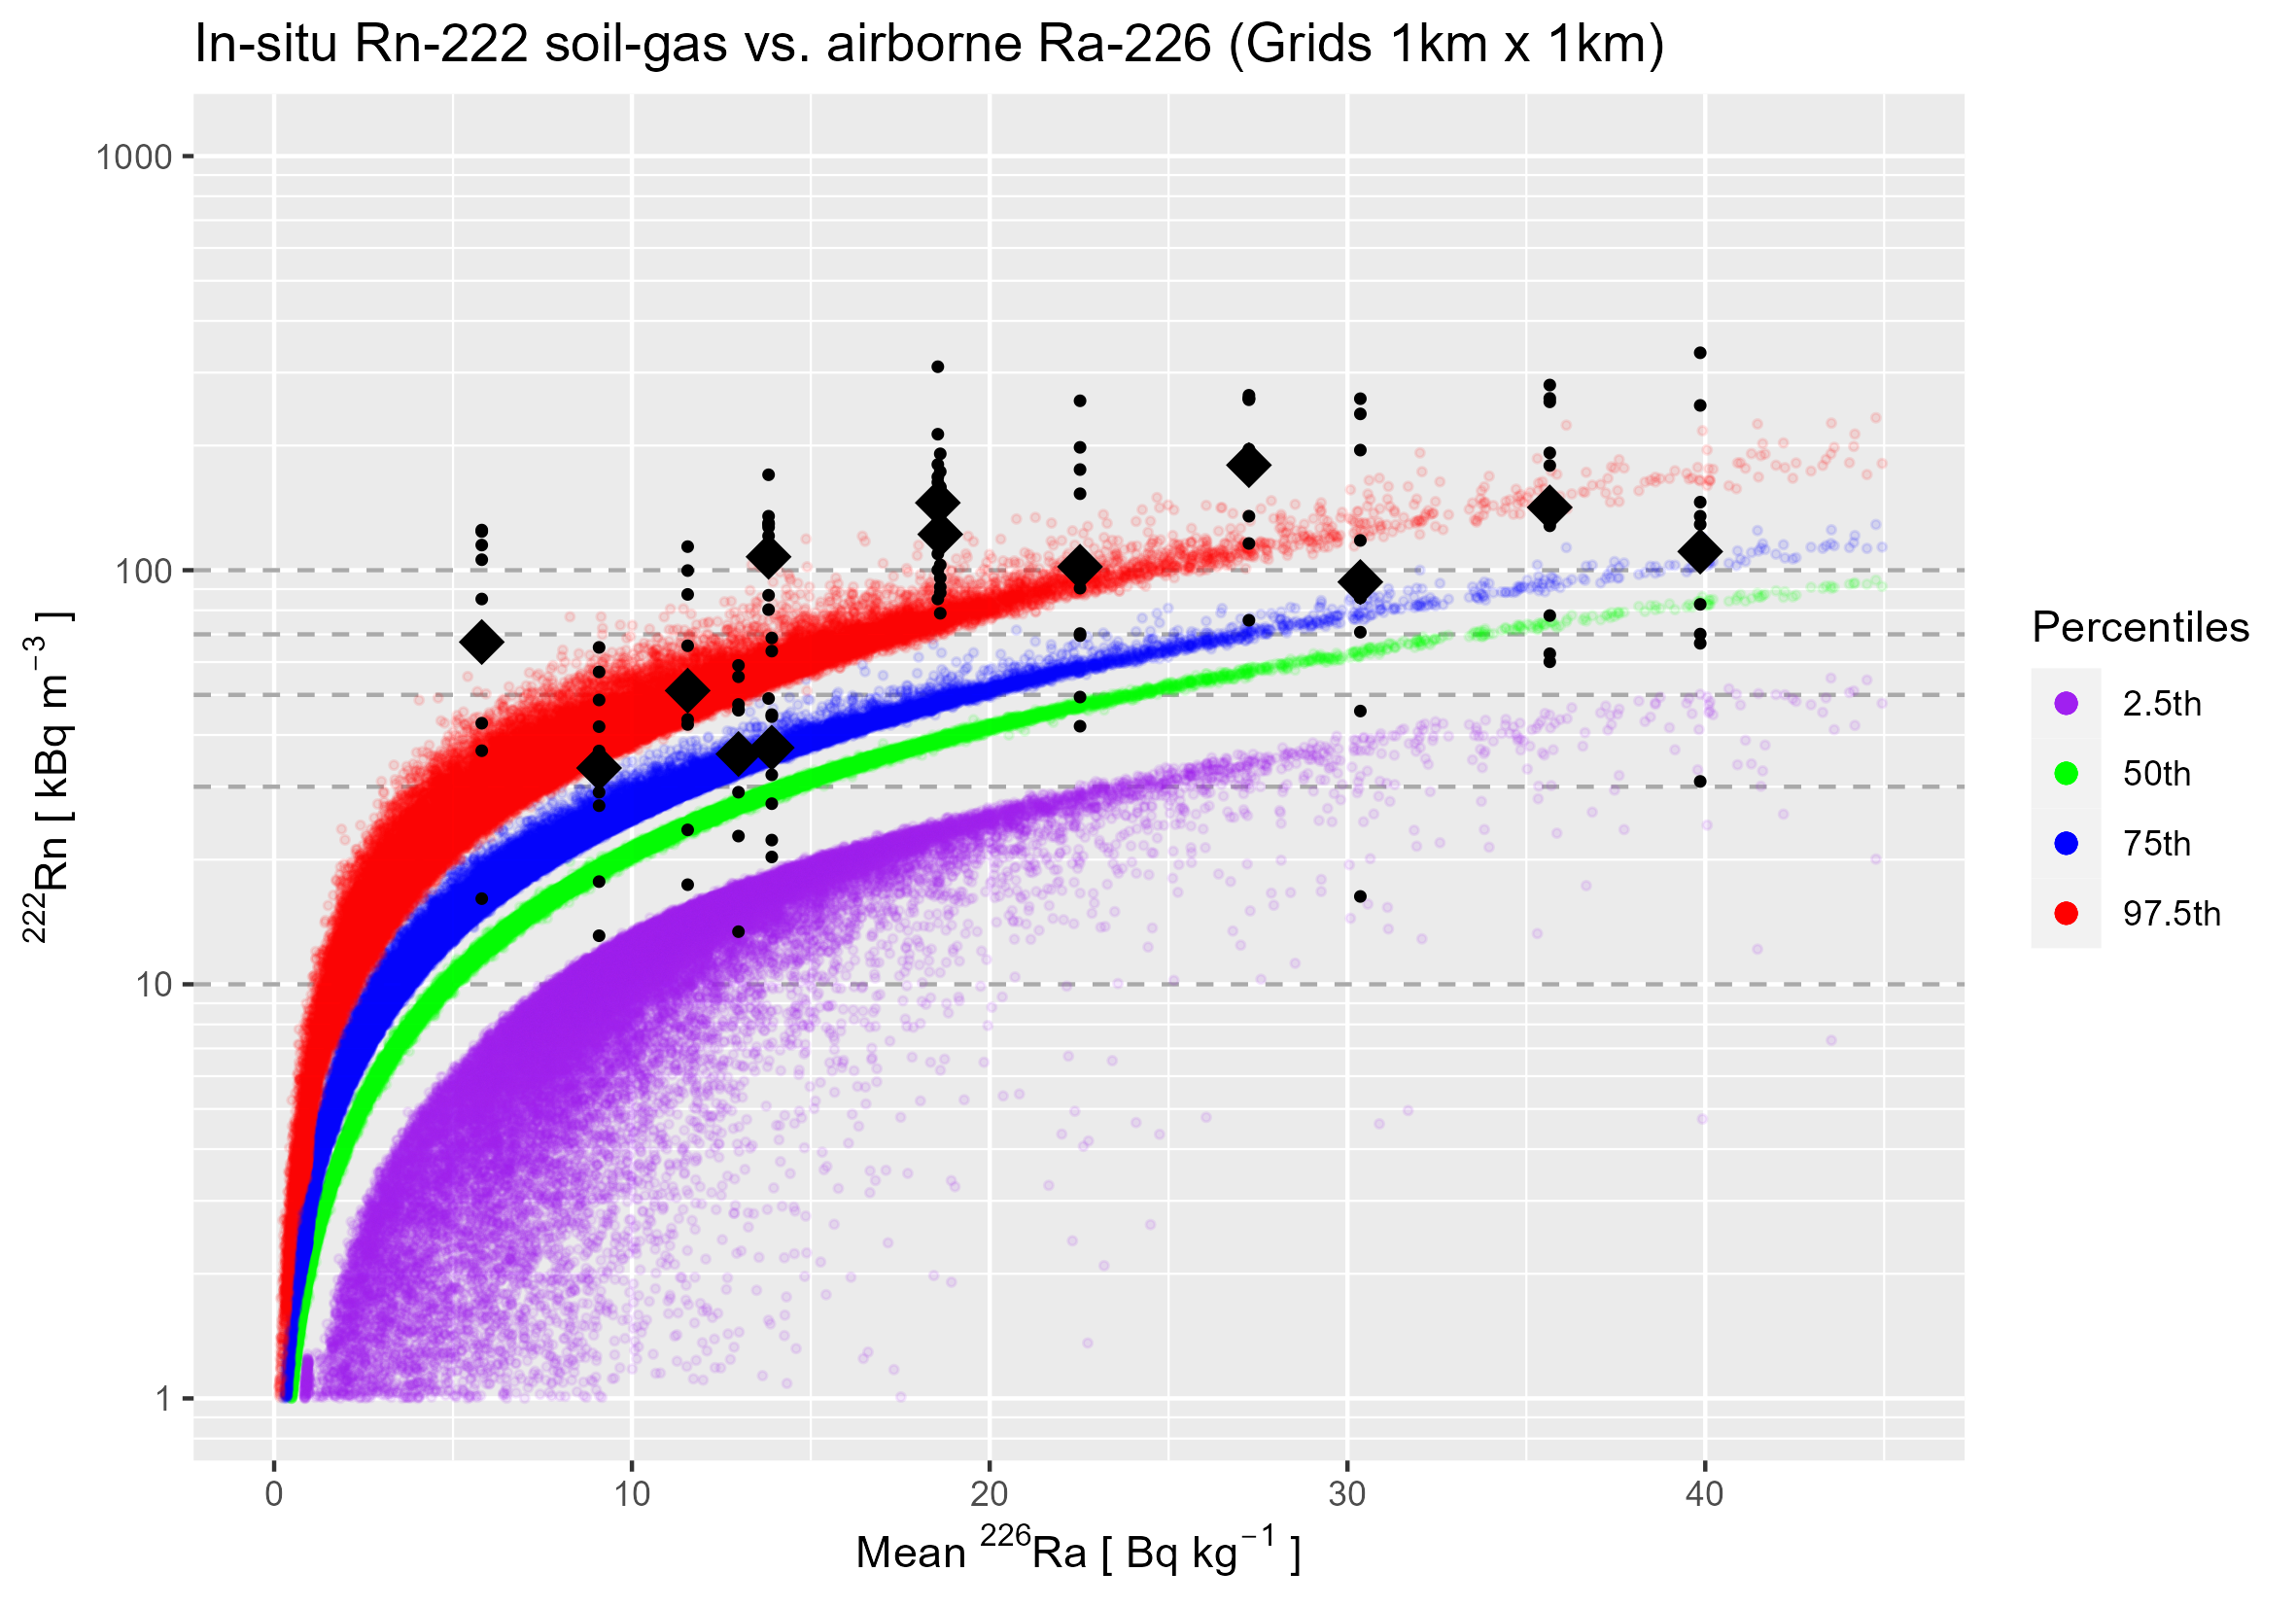 In-situ Rn-222 soil-gas vs. airborne Ra-226 (Grids 1km x 1km)
1000
100
10
1
²²²Rn [ kBq m⁻³ ]
0 10 20 30 40
Mean ²²⁶Ra [ Bq kg⁻¹ ]
Percentiles
2.5th
50th
75th
97.5th